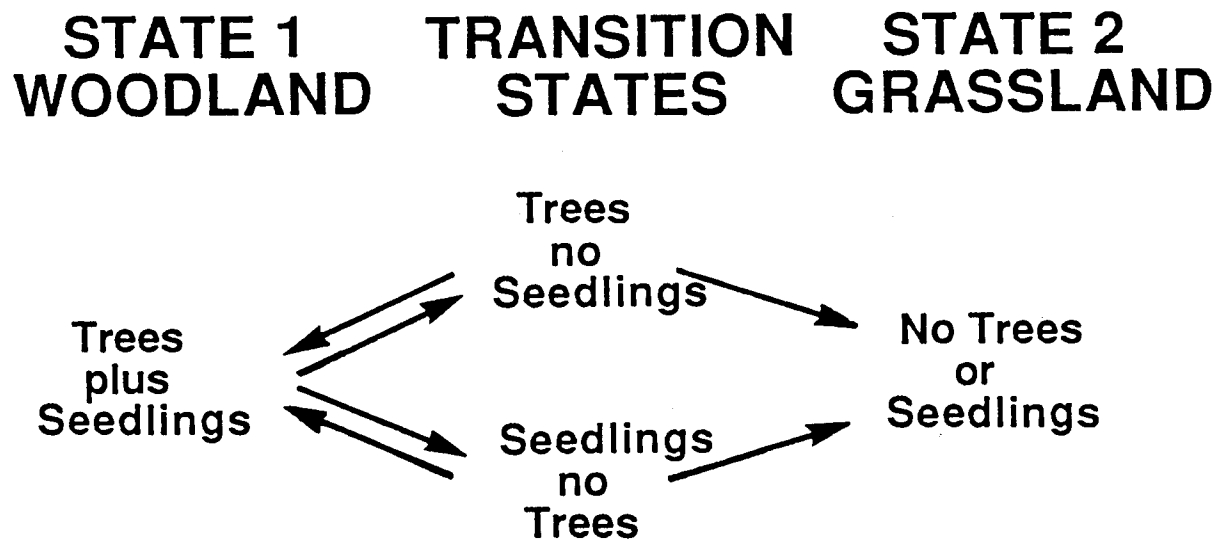 STATE 1
WOODLAND
TRANSITION
STATES
STATE 2
GRASSLAND
Trees
plus
Seedlings
Trees
no
Seedlings
Seedlings
no
Trees
No Trees
or
Seedlings